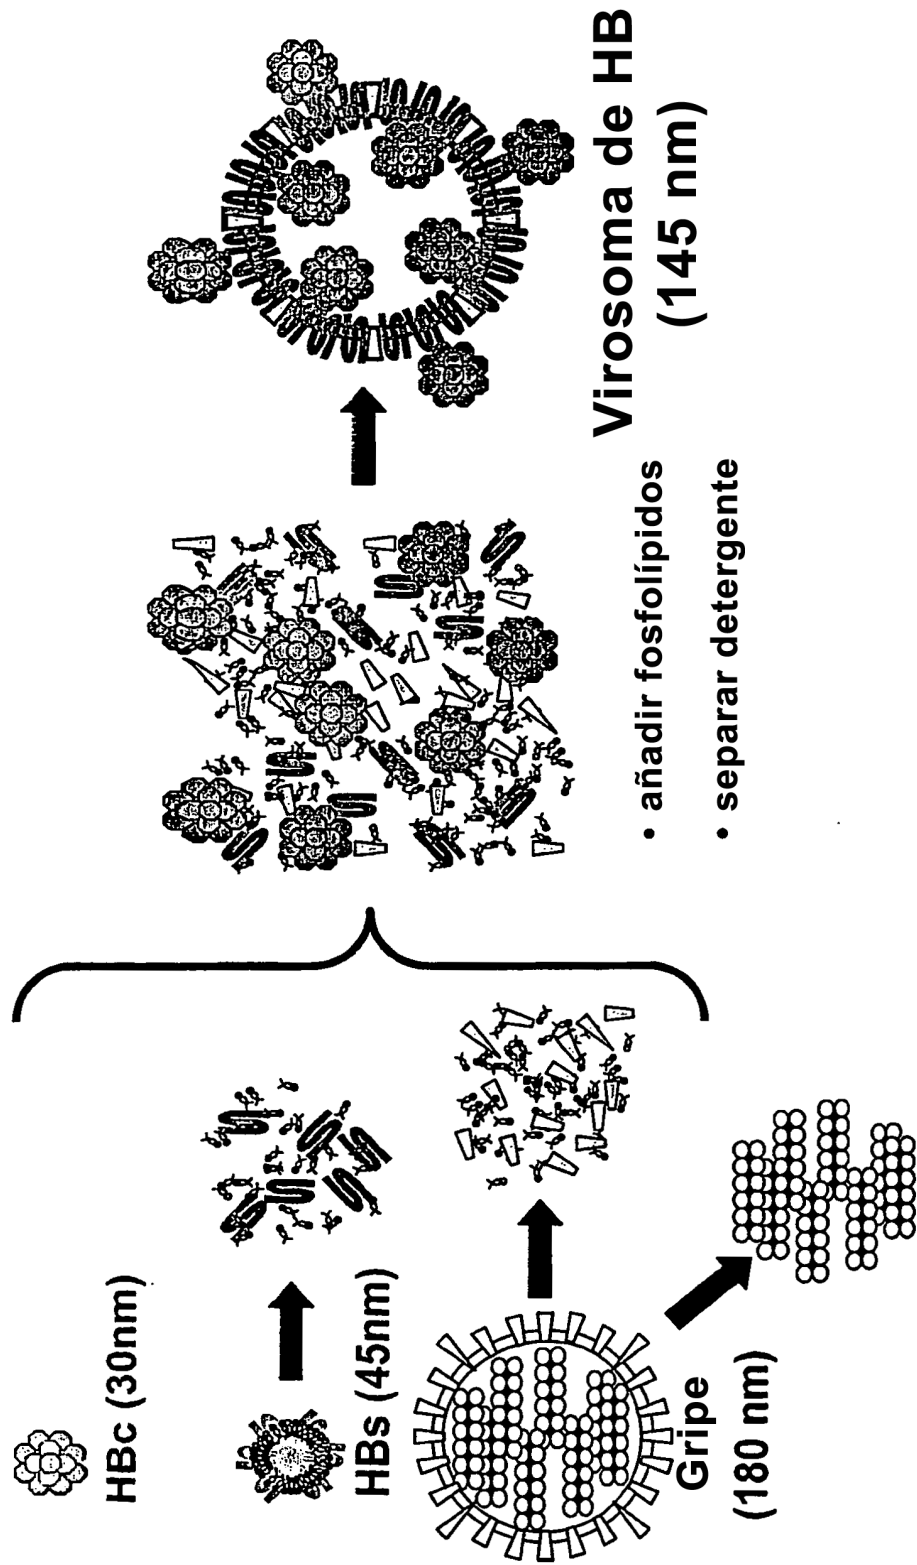 HBc (30nm)
HBs (45nm)
Gripe
(180 nm)
• añadir fosfolípidos
• separar detergente
Virosoma de HB
(145 nm)